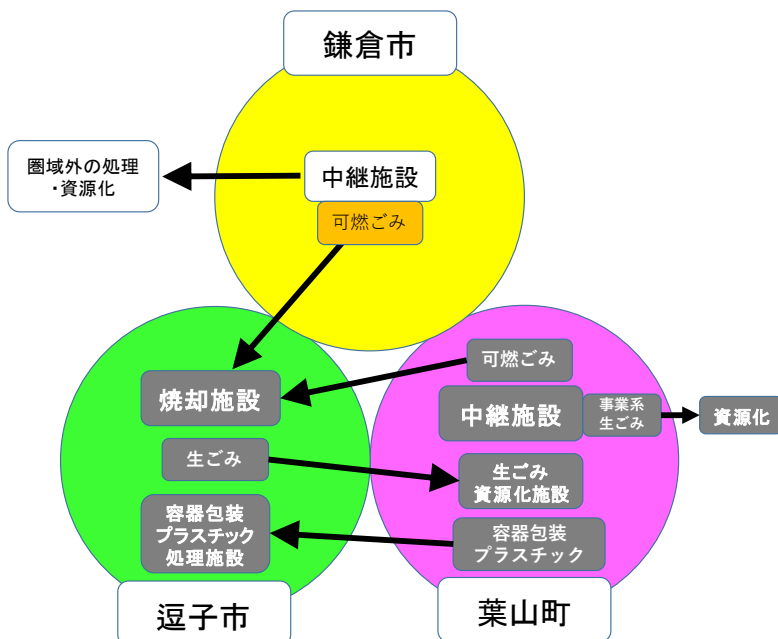 鎌倉市
圏域外の処理
・資源化
中継施設
可燃ごみ
可燃ごみ
焼却施設
中継施設
事業系
生ごみ
資源化
生ごみ
生ごみ
資源化施設
容器包装
プラスチック
処理施設
容器包装
プラスチック
逗子市
葉山町